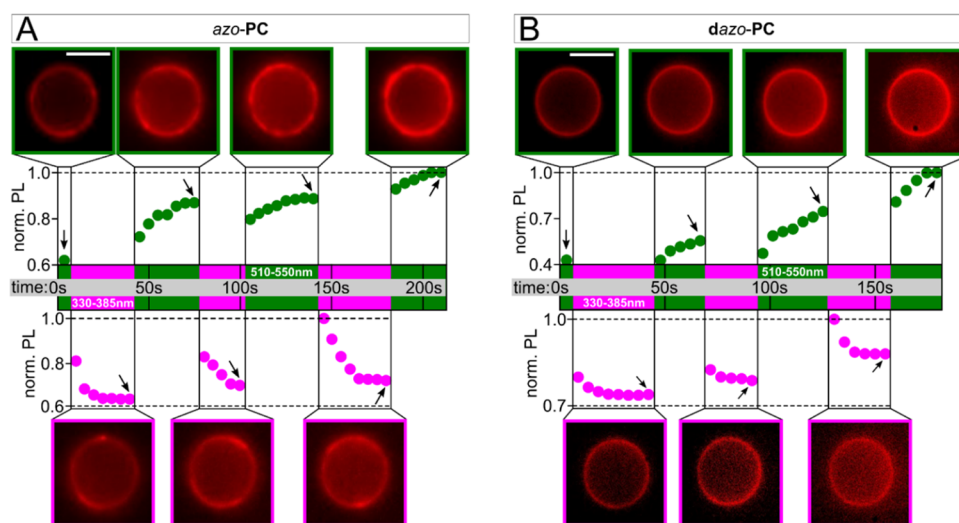 A
azo-PC
norm. PL
1.0
0.8
0.6
510-550nm
time:0s 50s 100s 150s 200s
330-385nm
norm. PL
1.0
0.8
0.6
B
dazo-PC
norm. PL
1.0
0.7
0.4
510-550nm
time:0s 50s 100s 150s
330-385nm
norm. PL
1.0
0.7